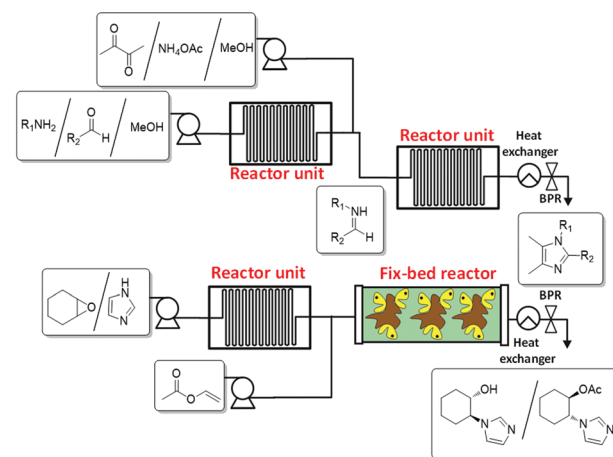 O
O
NH4OAc
MeOH
R1NH2
O
R2
H
MeOH
Reactor unit
Reactor unit
Heat
exchanger
BPR
R1
NH
R2
H
R1
N
R2
N
Reactor unit
Fix-bed reactor
O
H
N
N
BPR
Heat
exchanger
O
O
OH
N
N
OAc
N
N